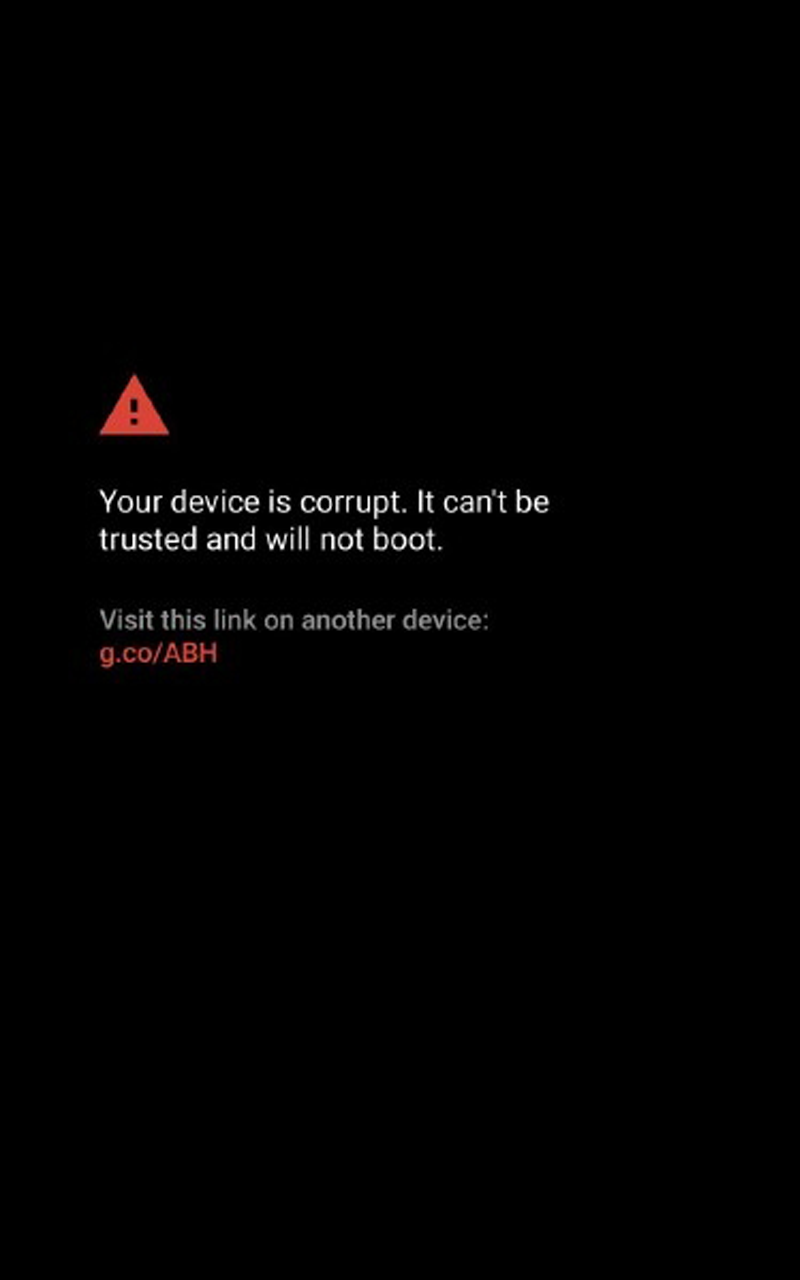 Your device is corrupt. It can't be
trusted and will not boot.
Visit this link on another device:
g.co/ABH